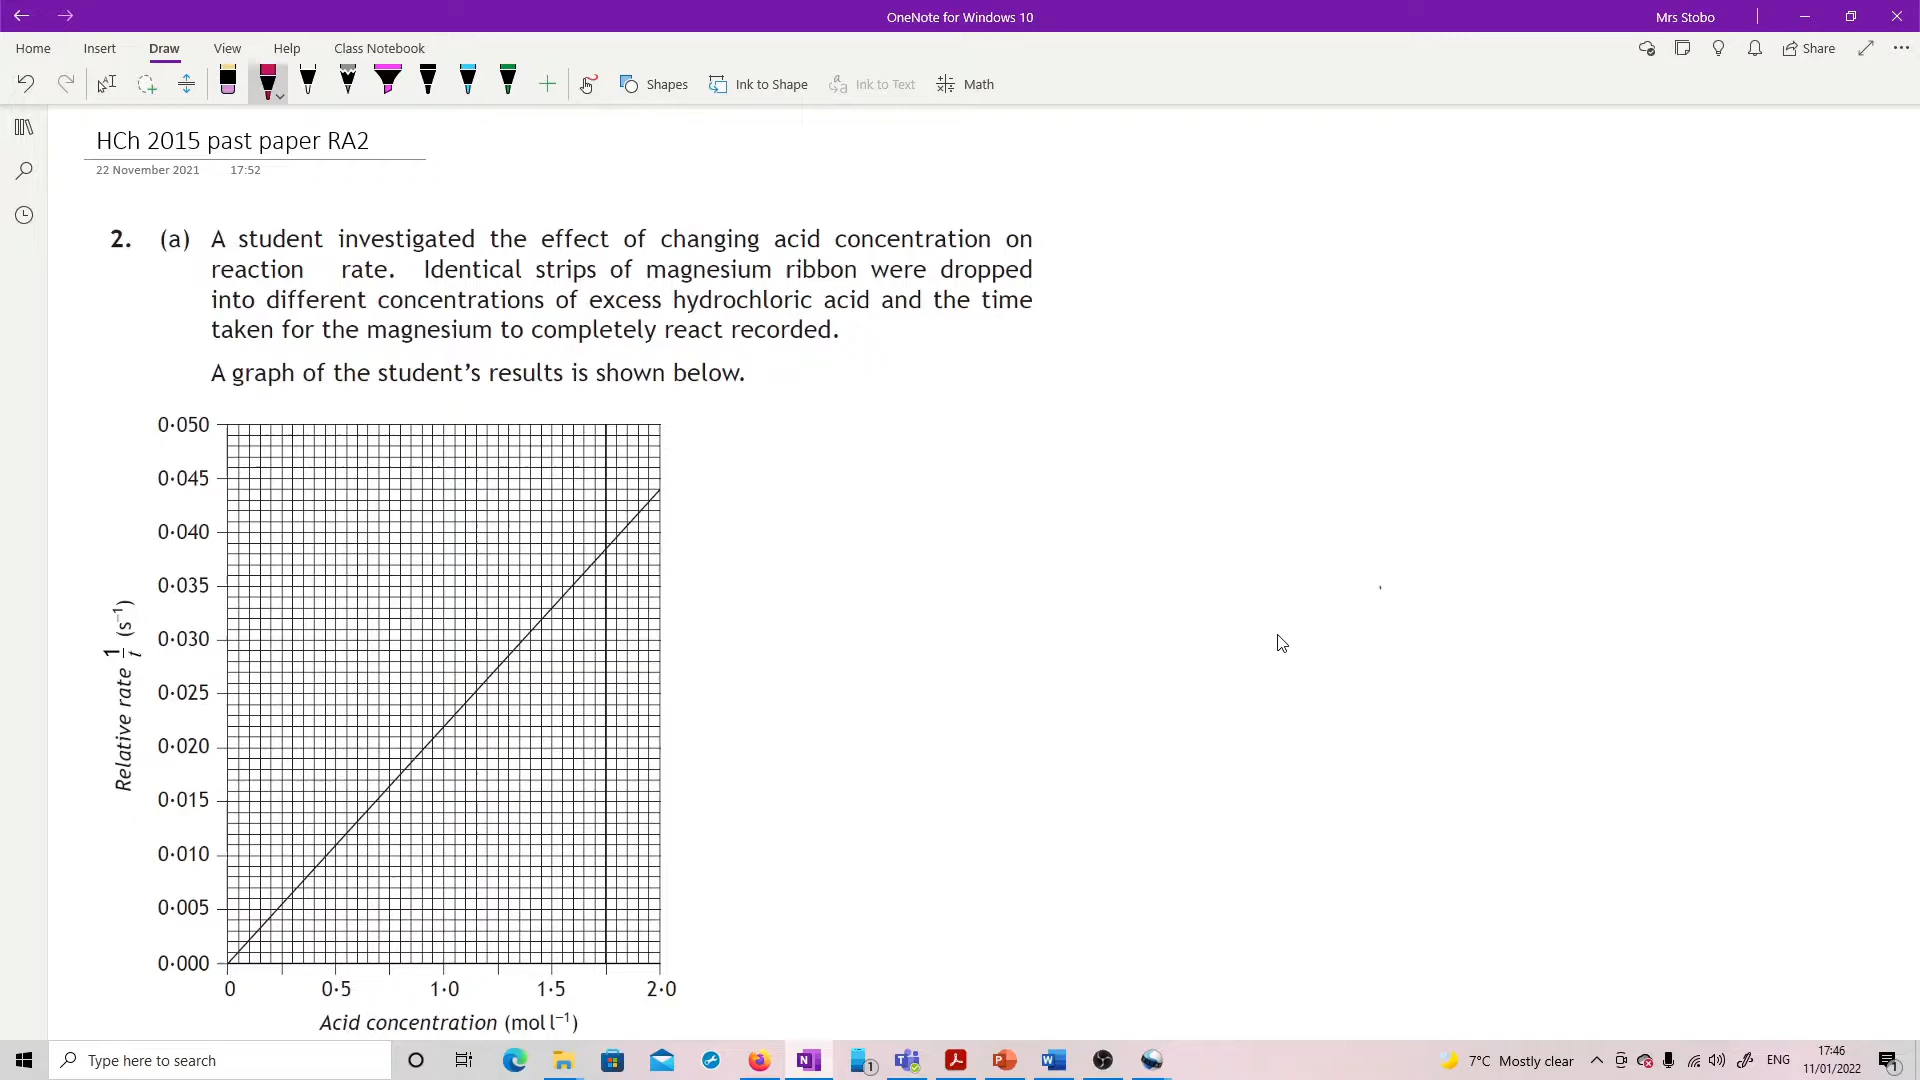 OneNote for Windows 10
Mrs Stobo
Home Insert Draw View Help Class Notebook
Share
Shapes Ink to Shape Ink to Text Math
HCh 2015 past paper RA2
22 November 2021 17:52
2. (a) A student investigated the effect of changing acid concentration on
reaction rate. Identical strips of magnesium ribbon were dropped
into different concentrations of excess hydrochloric acid and the time
taken for the magnesium to completely react recorded.
A graph of the student's results is shown below.
0·050
0·045
0·040
0·035
0·030
0·025
0·020
0·015
0·010
0·005
0·000
Relative rate 1/t (s⁻¹)
0 0·5 1·0 1·5 2·0
Acid concentration (mol l⁻¹)
Type here to search
7°C Mostly clear
ENG
17:46
11/01/2022